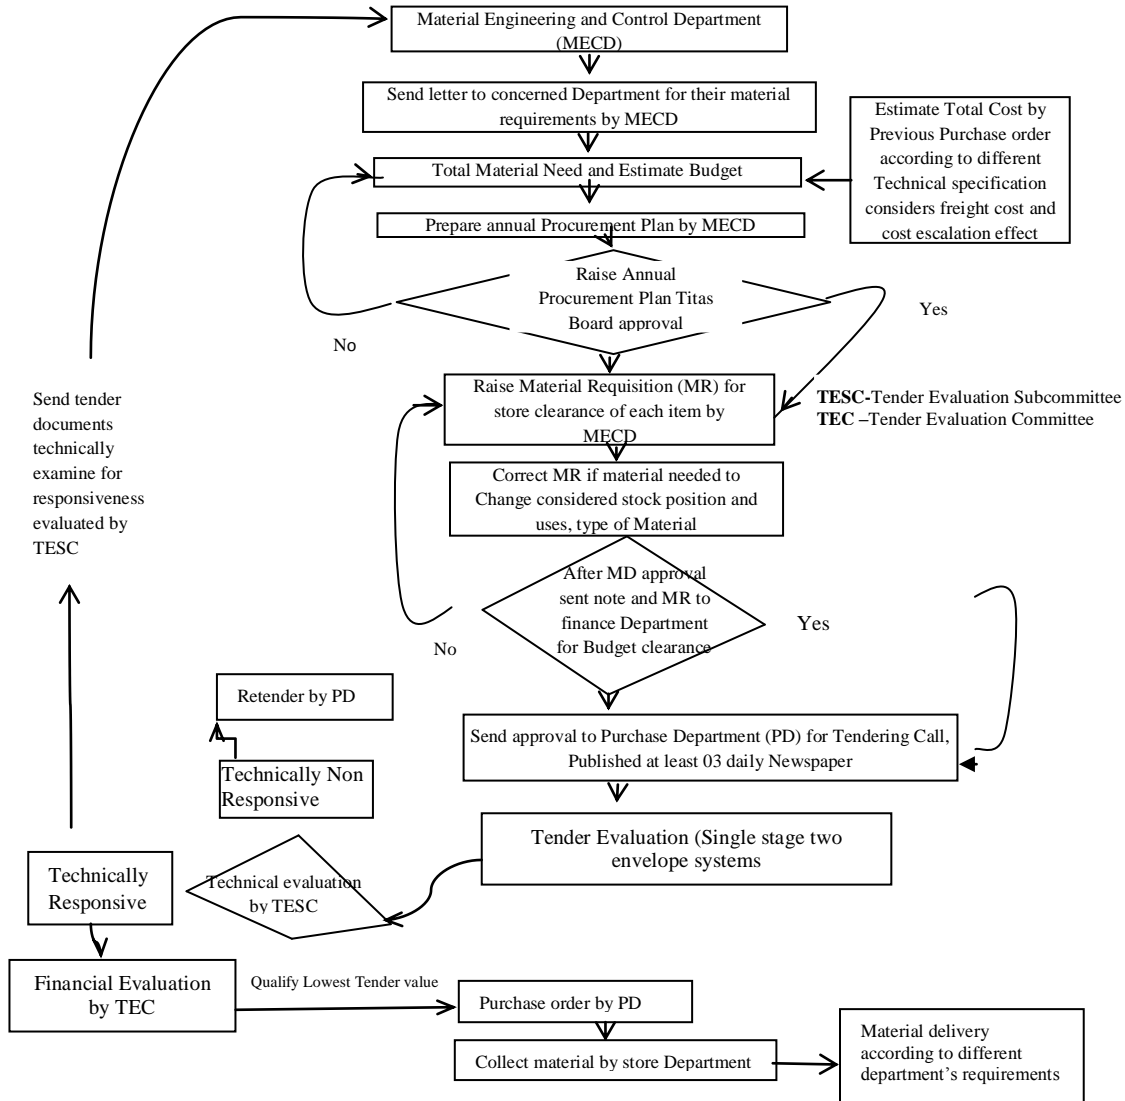 Material Engineering and Control Department
(MECD)
Send letter to concerned Department for their material
requirements by MECD
Estimate Total Cost by
Previous Purchase order
according to different
Technical specification
considers freight cost and
cost escalation effect
Total Material Need and Estimate Budget
Prepare annual Procurement Plan by MECD
Raise Annual
Procurement Plan Titas
Board approval
Yes
No
Raise Material Requisition (MR) for
store clearance of each item by
MECD
TESC-Tender Evaluation Subcommittee
TEC –Tender Evaluation Committee
Send tender
documents
technically
examine for
responsiveness
evaluated by
TESC
Correct MR if material needed to
Change considered stock position and
uses, type of Material
After MD approval
sent note and MR to
finance Department
for Budget clearance
Yes
No
Retender by PD
Send approval to Purchase Department (PD) for Tendering Call,
Published at least 03 daily Newspaper
Technically Non
Responsive
Tender Evaluation (Single stage two
envelope systems
Technically
Responsive
Technical evaluation
by TESC
Financial Evaluation
by TEC
Qualify Lowest Tender value
Purchase order by PD
Collect material by store Department
Material delivery
according to different
department's requirements